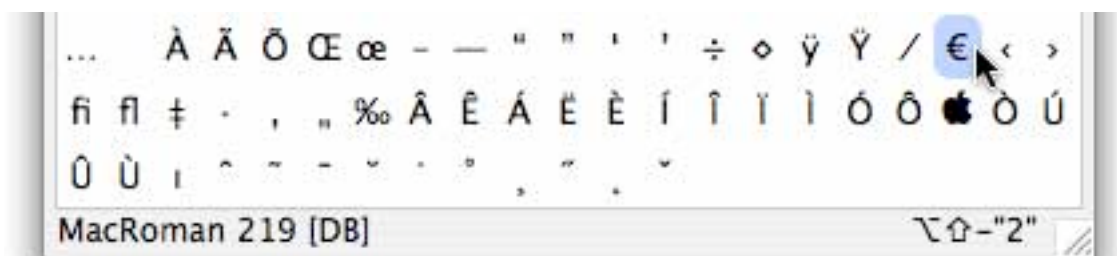 … À Ã Õ Œ œ – — “ ” ‘ ’ ÷ ◊ ÿ Ÿ ⁄ € ‹ ›
ﬁ ﬂ ‡ · ‚ „ ‰ Â Ê Á Ë È Í Î Ï Ì Ó Ô  Ò Ú
Û Ù ı ˆ ˜ ¯ ˘ ˙ ˚ ¸ ˝ ˛ ˇ
MacRoman 219 [DB] ⌥⇧-"2"